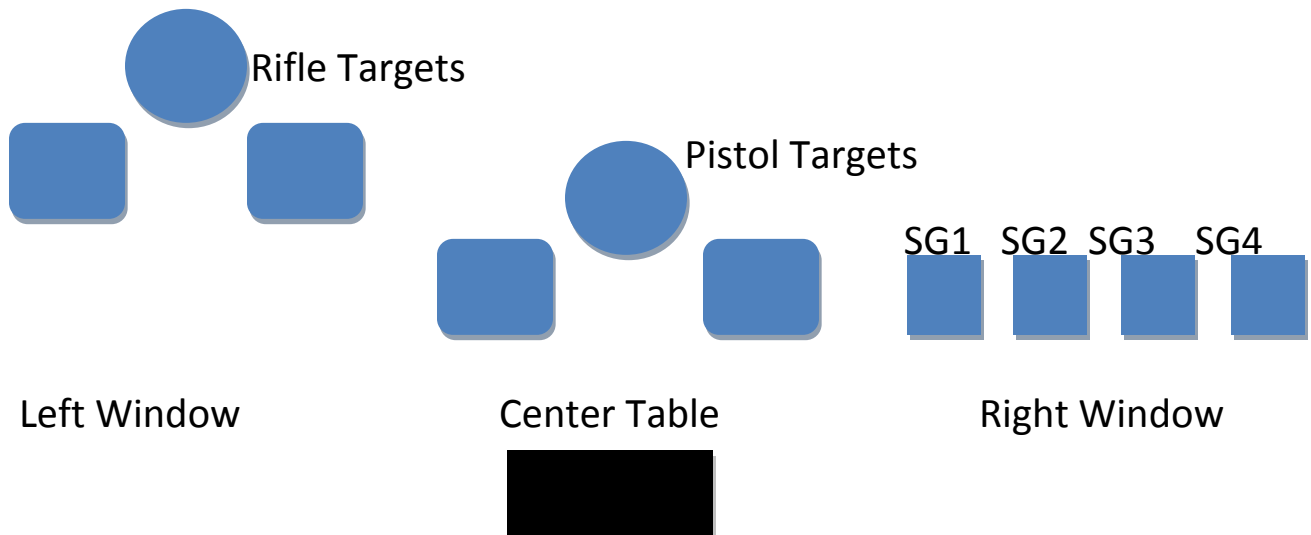 Rifle Targets
Pistol Targets
SG1 SG2 SG3 SG4
Left Window
Center Table
Right Window